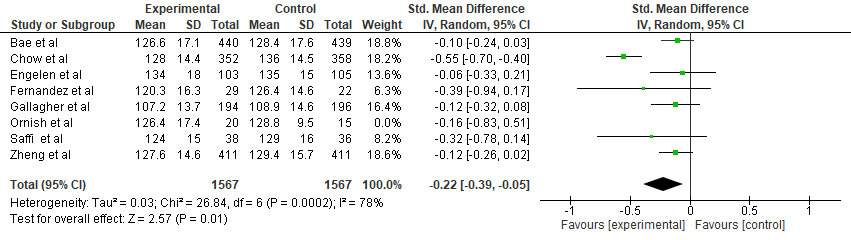 Experimental Control Std. Mean Difference Std. Mean Difference
Study or Subgroup Mean SD Total Mean SD Total Weight IV, Random, 95% CI IV, Random, 95% CI
Bae et al 126.6 17.1 440 128.4 17.6 439 18.8% -0.10 [-0.24, 0.03]
Chow et al 128 14.4 352 136 14.5 358 18.2% -0.55 [-0.70, -0.40]
Engelen et al 134 18 103 135 15 105 13.9% -0.06 [-0.33, 0.21]
Fernandez et al 120.3 16.3 29 126.4 14.6 22 5.9% -0.39 [-0.94, 0.17]
Gallagher et al 107.2 13.7 194 108.9 14.6 196 16.4% -0.12 [-0.32, 0.08]
Ornish et al 126.4 17.4 20 128.8 9.5 15 0.0% -0.16 [-0.83, 0.51]
Saffi et al 124 15 38 129 16 36 8.2% -0.32 [-0.78, 0.14]
Zheng et al 127.6 14.6 411 129.4 15.7 411 18.6% -0.12 [-0.26, 0.02]
Total (95% CI) 1567 1567 100.0% -0.22 [-0.39, -0.05]
Heterogeneity: Tau² = 0.03; Chi² = 26.84, df = 6 (P = 0.0002); I² = 78%
Test for overall effect: Z = 2.57 (P = 0.01)
-1 -0.5 0 0.5 1
Favours [experimental] Favours [control]